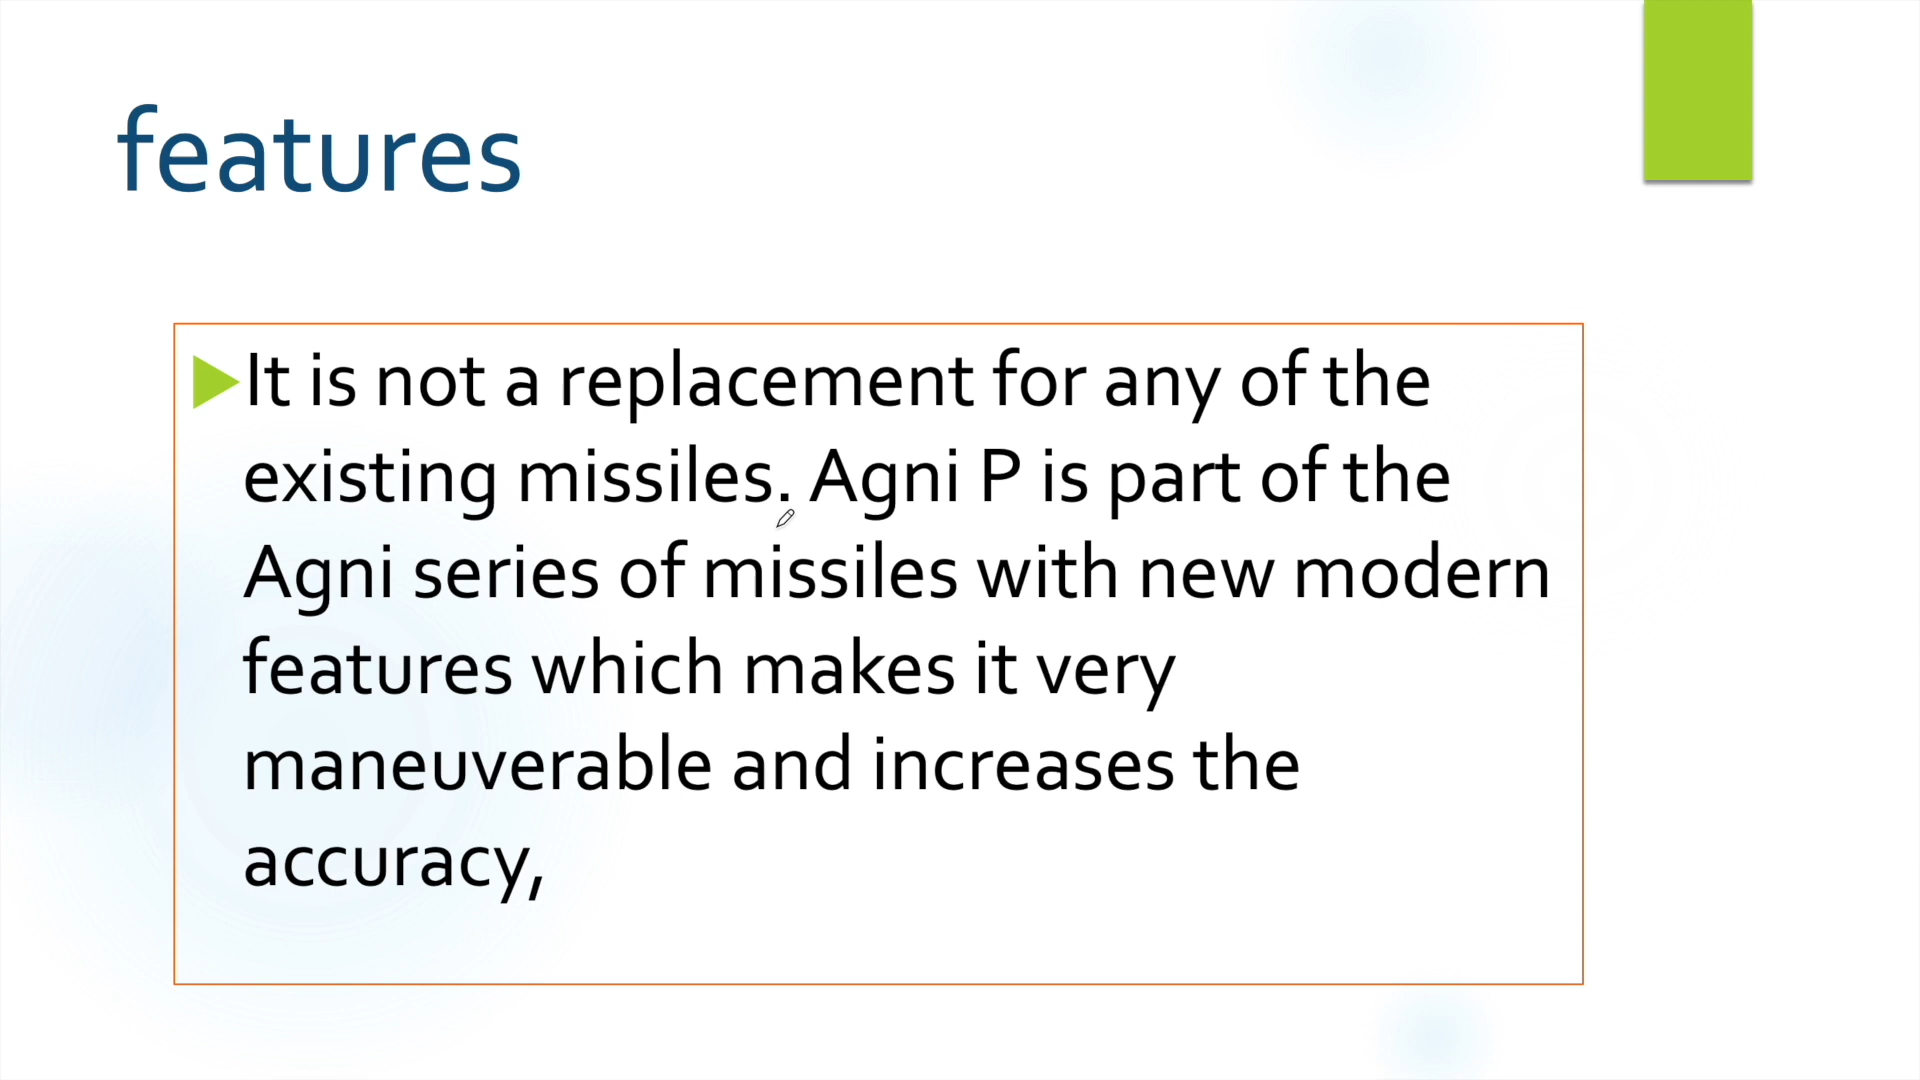 features
It is not a replacement for any of the
existing missiles. Agni P is part of the
Agni series of missiles with new modern
features which makes it very
maneuverable and increases the
accuracy,